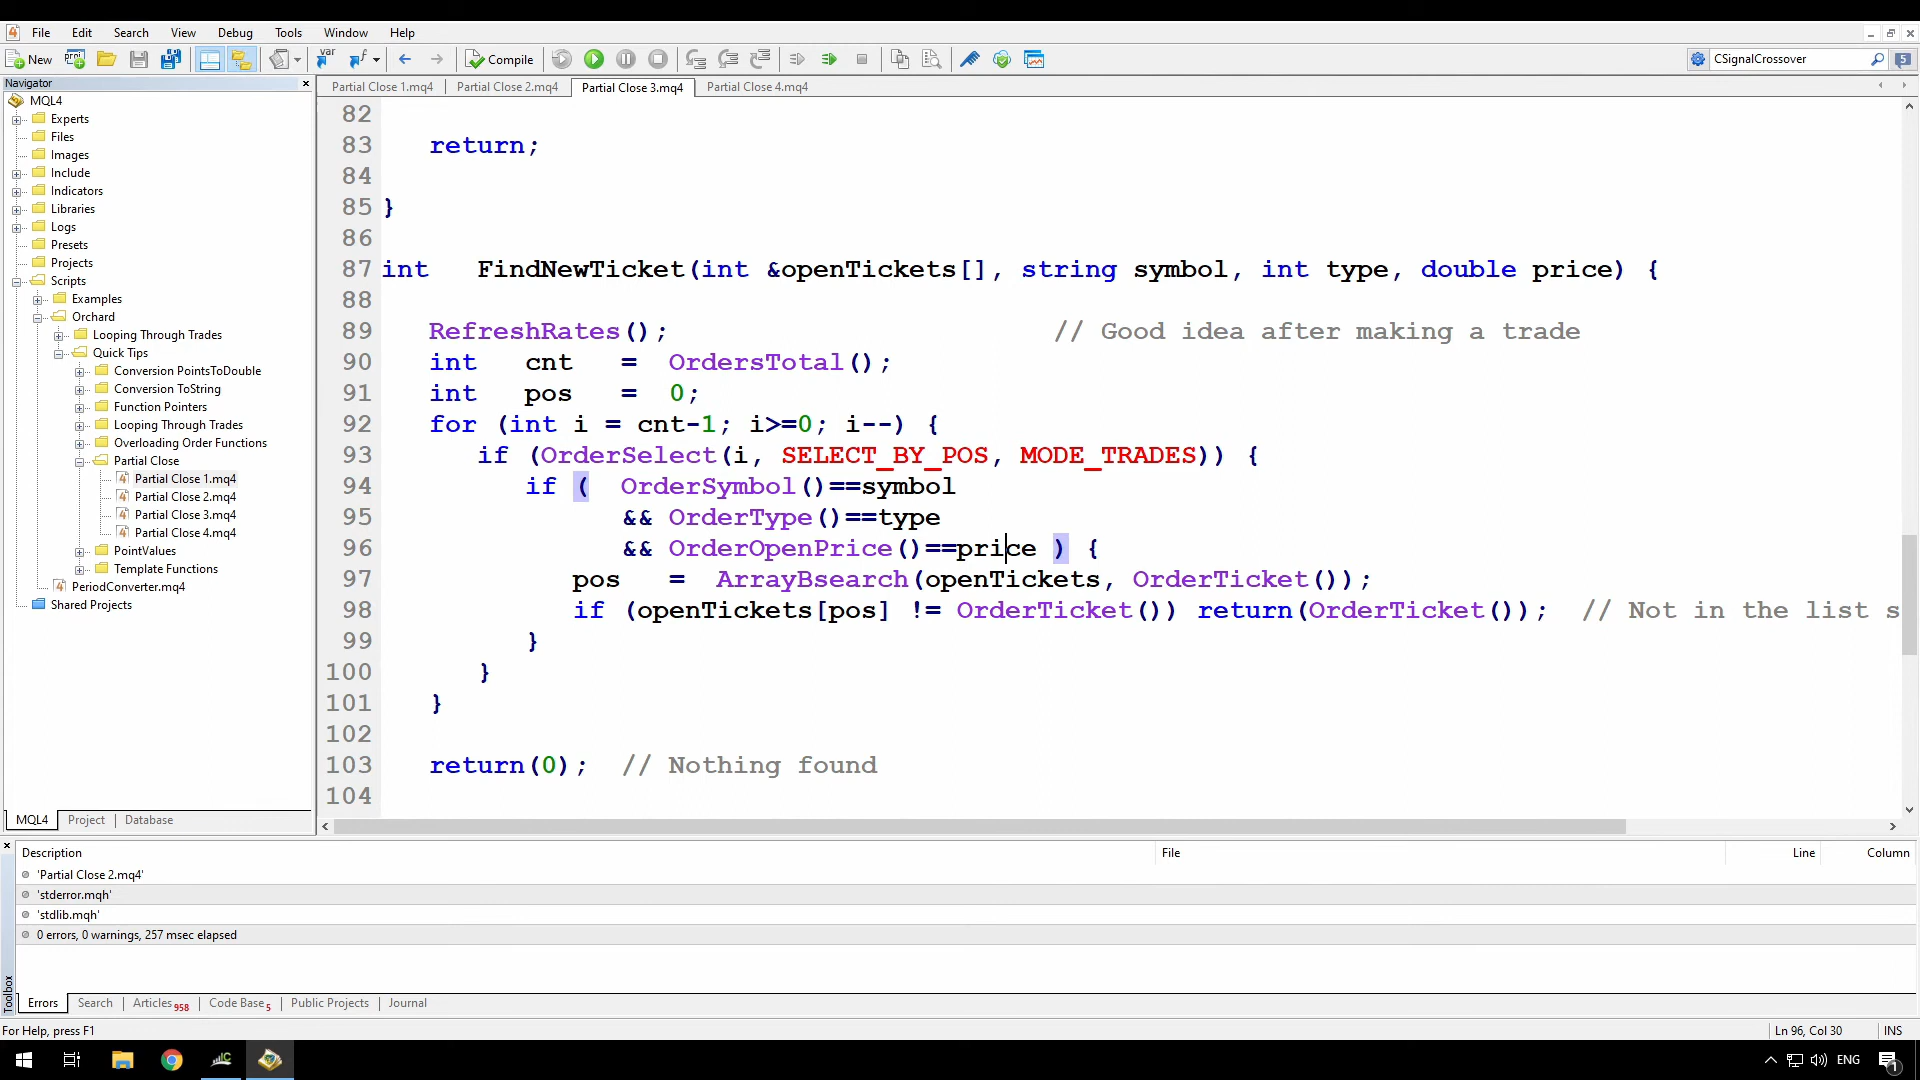 File Edit Search View Debug Tools Window Help
New Compile CSignalCrossover 5
Navigator
MQL4
Experts
Files
Images
Include
Indicators
Libraries
Logs
Presets
Projects
Scripts
Examples
Orchard
Looping Through Trades
Quick Tips
Conversion PointsToDouble
Conversion ToString
Function Pointers
Looping Through Trades
Overloading Order Functions
Partial Close
Partial Close 1.mq4
Partial Close 2.mq4
Partial Close 3.mq4
Partial Close 4.mq4
PointValues
Template Functions
PeriodConverter.mq4
Shared Projects
MQL4 Project Database
Partial Close 1.mq4 Partial Close 2.mq4 Partial Close 3.mq4 Partial Close 4.mq4
82
83 return;
84
85 }
86
87 int FindNewTicket(int &openTickets[], string symbol, int type, double price) {
88
89 RefreshRates(); // Good idea after making a trade
90 int cnt = OrdersTotal();
91 int pos = 0;
92 for (int i = cnt-1; i>=0; i--) {
93 if (OrderSelect(i, SELECT_BY_POS, MODE_TRADES)) {
94 if ( OrderSymbol()==symbol
95 && OrderType()==type
96 && OrderOpenPrice()==price ) {
97 pos = ArrayBsearch(openTickets, OrderTicket());
98 if (openTickets[pos] != OrderTicket()) return(OrderTicket()); // Not in the list s
99 }
100 }
101 }
102
103 return(0); // Nothing found
104
Description File Line Column
'Partial Close 2.mq4'
'stderror.mqh'
'stdlib.mqh'
0 errors, 0 warnings, 257 msec elapsed
Toolbox
Errors Search Articles 958 Code Base 5 Public Projects Journal
For Help, press F1 Ln 96, Col 30 INS
ENG 1